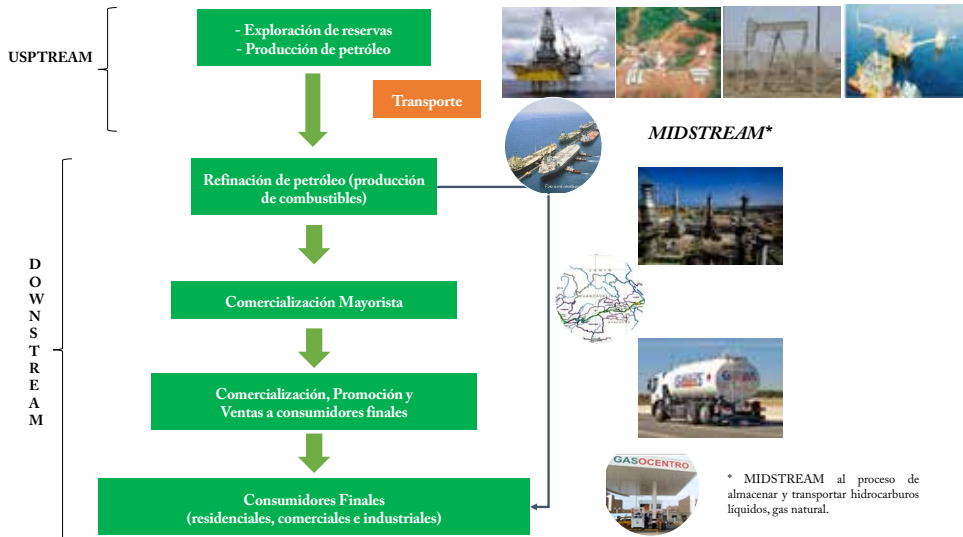 USPTREAM
- Exploración de reservas
- Producción de petróleo
Transporte
MIDSTREAM*
Refinación de petróleo (producción
de combustibles)
DOWNSTREAM
Comercialización Mayorista
Comercialización, Promoción y
Ventas a consumidores finales
GASOCENTRO
Consumidores Finales
(residenciales, comerciales e industriales)
* MIDSTREAM al proceso de
almacenar y transportar hidrocarburos
líquidos, gas natural.